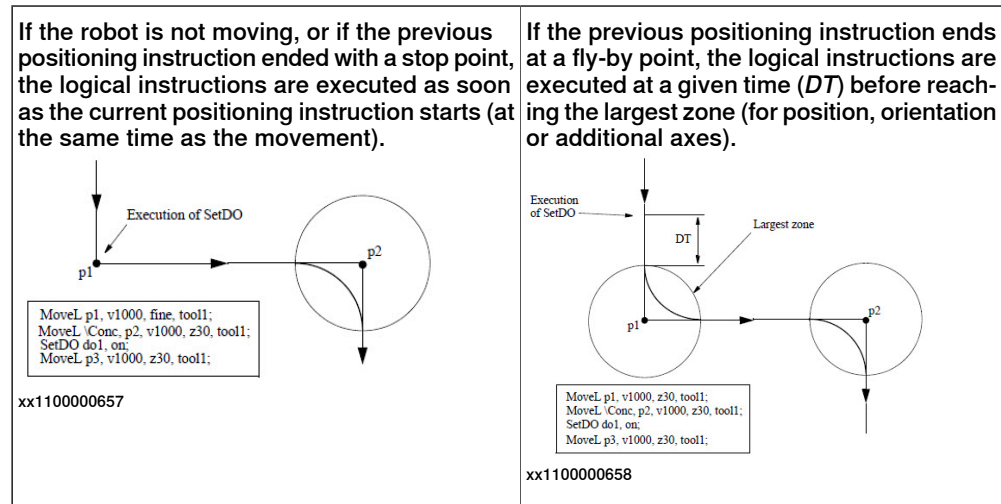 If the robot is not moving, or if the previous
positioning instruction ended with a stop point,
the logical instructions are executed as soon
as the current positioning instruction starts (at
the same time as the movement).
Execution of SetDO
p1
p2
MoveL p1, v1000, fine, tool1;
MoveL \Conc, p2, v1000, z30, tool1;
SetDO do1, on;
MoveL p3, v1000, z30, tool1;
xx1100000657
If the previous positioning instruction ends
at a fly-by point, the logical instructions are
executed at a given time (DT) before reach-
ing the largest zone (for position, orientation
or additional axes).
Execution
of SetDO
DT
Largest zone
p1
p2
MoveL p1, v1000, z30, tool1;
MoveL \Conc, p2, v1000, z30, tool1;
SetDO do1, on;
MoveL p3, v1000, z30, tool1;
xx1100000658